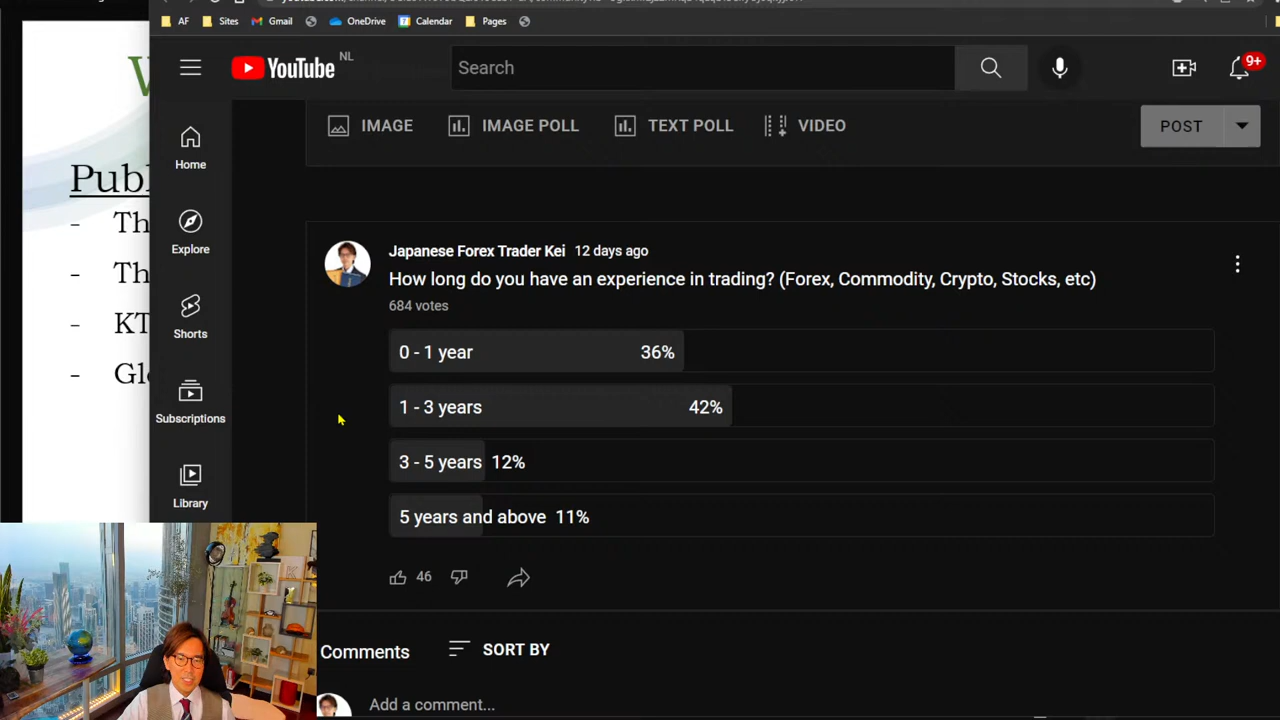 AF
Sites
Gmail
OneDrive
Calendar
Pages
YouTube NL
Search
9+
IMAGE
IMAGE POLL
TEXT POLL
VIDEO
POST
Home
Explore
Shorts
Subscriptions
Library
Publ
- Th
- Th
- KT
- Glo
Japanese Forex Trader Kei 12 days ago
How long do you have an experience in trading? (Forex, Commodity, Crypto, Stocks, etc)
684 votes
0 - 1 year 36%
1 - 3 years 42%
3 - 5 years 12%
5 years and above 11%
46
Comments
SORT BY
Add a comment...